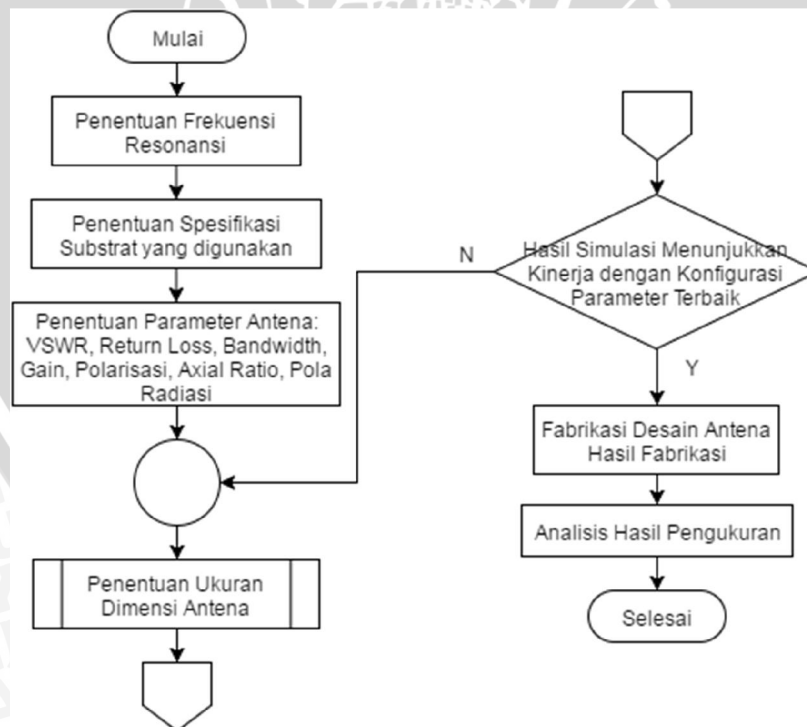 Mulai
Penentuan Frekuensi
Resonansi
Penentuan Spesifikasi
Substrat yang digunakan
Penentuan Parameter Antena:
VSWR, Return Loss, Bandwidth,
Gain, Polarisasi, Axial Ratio, Pola
Radiasi
Penentuan Ukuran
Dimensi Antena
Hasil Simulasi Menunjukkan
Kinerja dengan Konfigurasi
Parameter Terbaik
N
Y
Fabrikasi Desain Antena
Hasil Fabrikasi
Analisis Hasil Pengukuran
Selesai